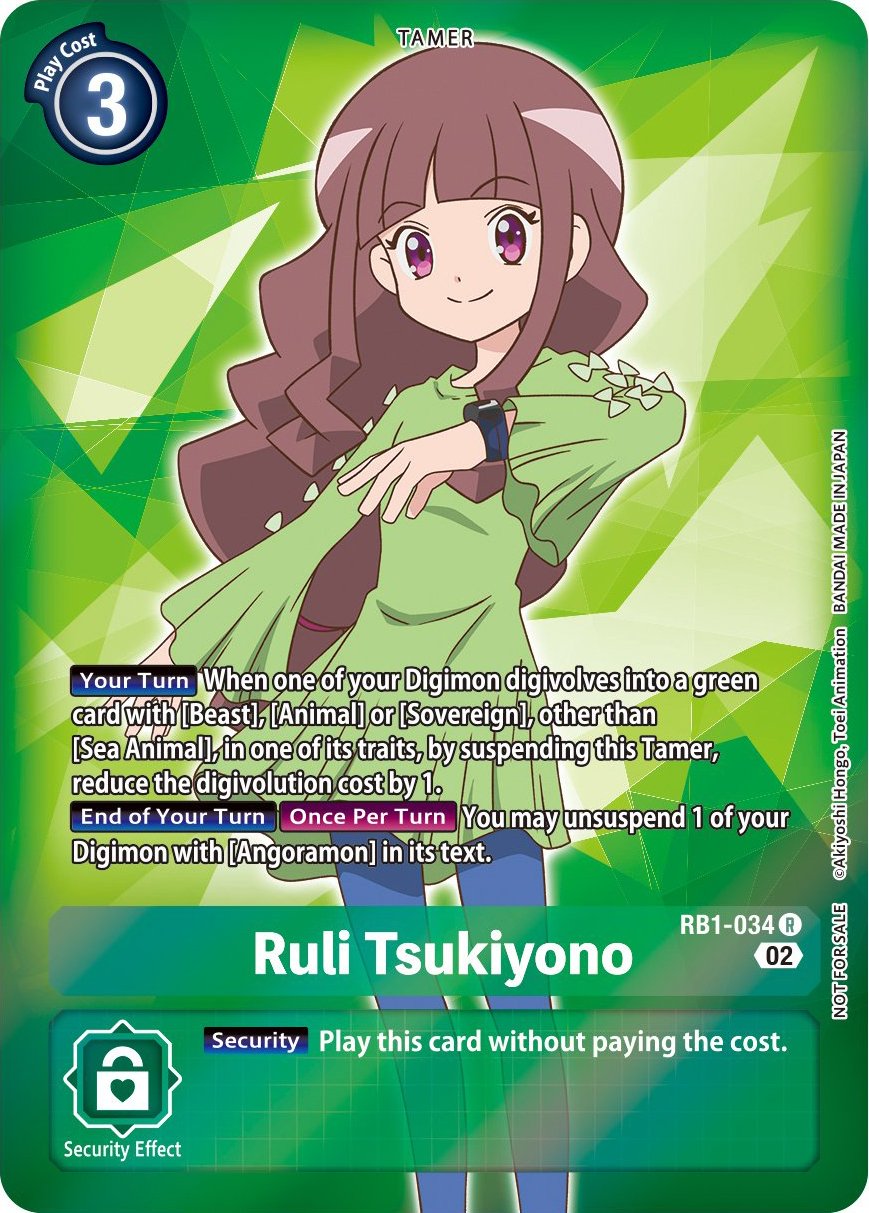 TAMER
Play Cost
3
Your Turn When one of your Digimon digivolves into a green
card with [Beast], [Animal] or [Sovereign], other than
[Sea Animal], in one of its traits, by suspending this Tamer,
reduce the digivolution cost by 1.
End of Your Turn Once Per Turn You may unsuspend 1 of your
Digimon with [Angoramon] in its text.
RB1-034 R
Ruli Tsukiyono
02
Security Play this card without paying the cost.
Security Effect
©Akiyoshi Hongo, Toei Animation BANDAI MADE IN JAPAN
NOT FOR SALE